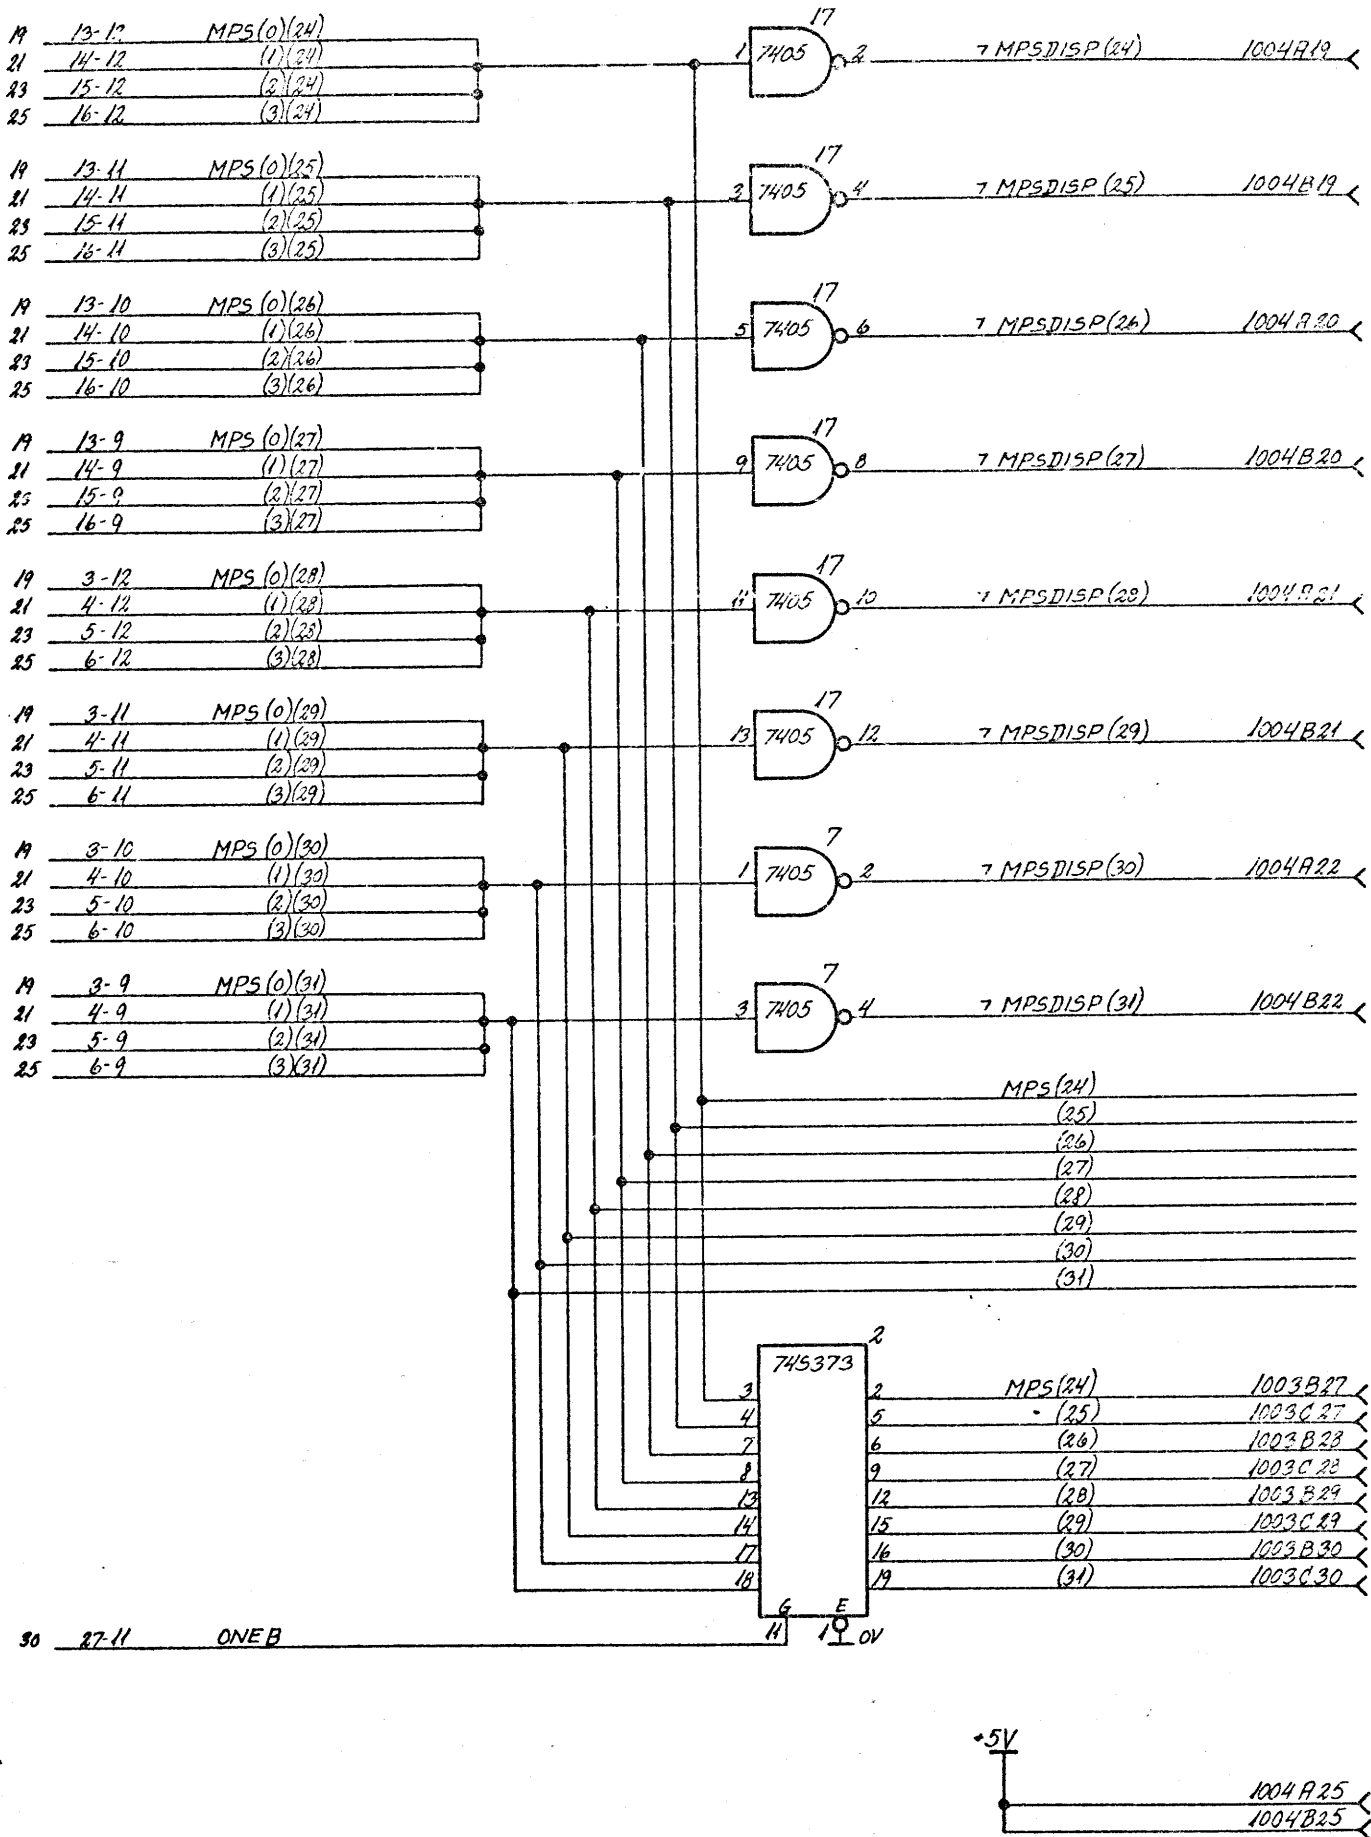 17
19 13-12 MPS(0)(24)
21 14-12 (1)(24) 1 7405 2 ¬ MPSDISP(24) 1004A19
23 15-12 (2)(24)
25 16-12 (3)(24)
17
19 13-11 MPS(0)(25)
21 14-11 (1)(25) 3 7405 4 ¬ MPSDISP(25) 1004B19
23 15-11 (2)(25)
25 16-11 (3)(25)
17
19 13-10 MPS(0)(26)
21 14-10 (1)(26) 5 7405 6 ¬ MPSDISP(26) 1004A20
23 15-10 (2)(26)
25 16-10 (3)(26)
17
19 13-9 MPS(0)(27)
21 14-9 (1)(27) 9 7405 8 ¬ MPSDISP(27) 1004B20
23 15-9 (2)(27)
25 16-9 (3)(27)
17
19 3-12 MPS(0)(28)
21 4-12 (1)(28) 11 7405 10 ¬ MPSDISP(28) 1004A21
23 5-12 (2)(28)
25 6-12 (3)(28)
17
19 3-11 MPS(0)(29)
21 4-11 (1)(29) 13 7405 12 ¬ MPSDISP(29) 1004B21
23 5-11 (2)(29)
25 6-11 (3)(29)
7
19 3-10 MPS(0)(30)
21 4-10 (1)(30) 1 7405 2 ¬ MPSDISP(30) 1004A22
23 5-10 (2)(30)
25 6-10 (3)(30)
7
19 3-9 MPS(0)(31)
21 4-9 (1)(31) 3 7405 4 ¬ MPSDISP(31) 1004B22
23 5-9 (2)(31)
25 6-9 (3)(31)
MPS(24)
(25)
(26)
(27)
(28)
(29)
(30)
(31)
2
74S373
3 2 MPS(24) 1003B27
4 5 (25) 1003C27
7 6 (26) 1003B28
8 9 (27) 1003C28
13 12 (28) 1003B29
14 15 (29) 1003C29
17 16 (30) 1003B30
18 19 (31) 1003C30
G E
30 27-11 ONEB 11 1 0V
+5V
1004A25
1004B25